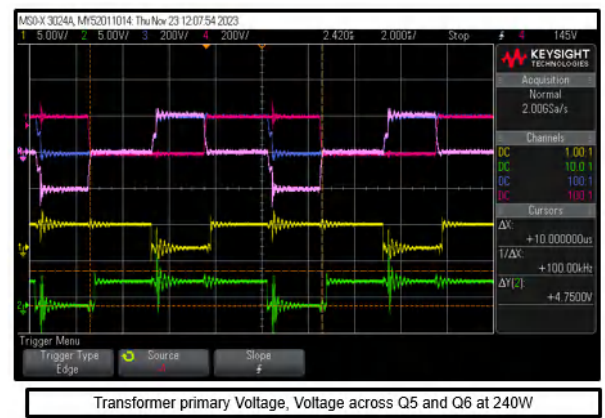 MSO-X 3024A, MY52011014: Thu Nov 23 12:07:54 2023
1 5.00V/ 2 5.00V/ 3 200V/ 4 200V/ 2.420s 2.000s/ Stop 4 145V
KEYSIGHT
TECHNOLOGIES
Acquisition
Normal
2.00GSa/s
Channels
DC 1.00:1
DC 10.0:1
DC 100:1
DC 100:1
Cursors
ΔX:
+10.000000us
1/ΔX:
+100.00kHz
ΔY(2):
+4.7500V
Trigger Menu
Trigger Type Source Slope
Edge 4
Transformer primary Voltage, Voltage across Q5 and Q6 at 240W